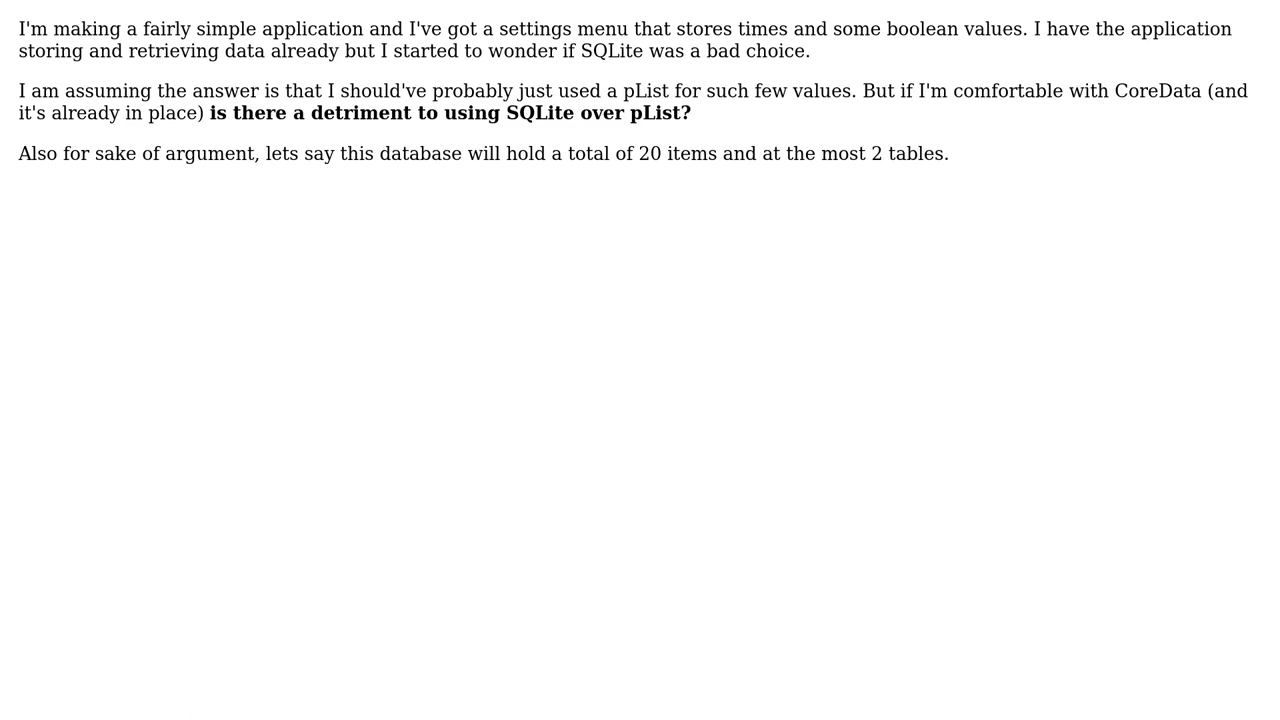 I'm making a fairly simple application and I've got a settings menu that stores times and some boolean values. I have the application
storing and retrieving data already but I started to wonder if SQLite was a bad choice.
I am assuming the answer is that I should've probably just used a pList for such few values. But if I'm comfortable with CoreData (and
it's already in place) is there a detriment to using SQLite over pList?
Also for sake of argument, lets say this database will hold a total of 20 items and at the most 2 tables.